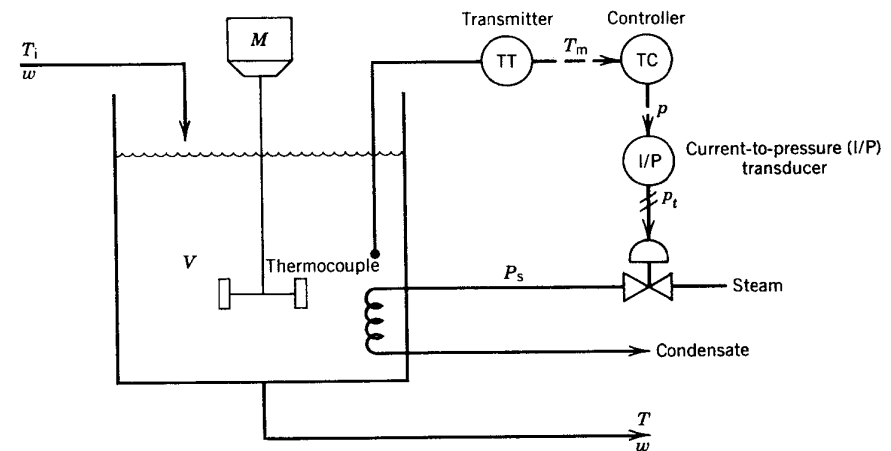 Transmitter
Controller
M
T_i
w
TT
T_m
TC
p
I/P
Current-to-pressure (I/P)
transducer
p_t
V
Thermocouple
P_s
Steam
Condensate
T
w